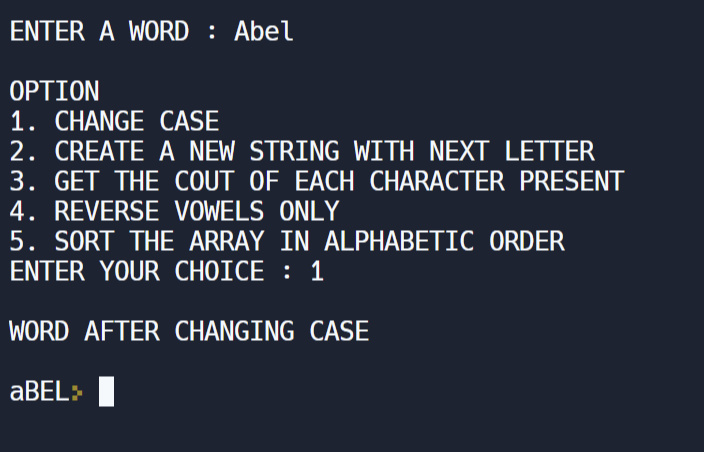 ENTER A WORD : Abel
OPTION
1. CHANGE CASE
2. CREATE A NEW STRING WITH NEXT LETTER
3. GET THE COUT OF EACH CHARACTER PRESENT
4. REVERSE VOWELS ONLY
5. SORT THE ARRAY IN ALPHABETIC ORDER
ENTER YOUR CHOICE : 1
WORD AFTER CHANGING CASE
aBEL>